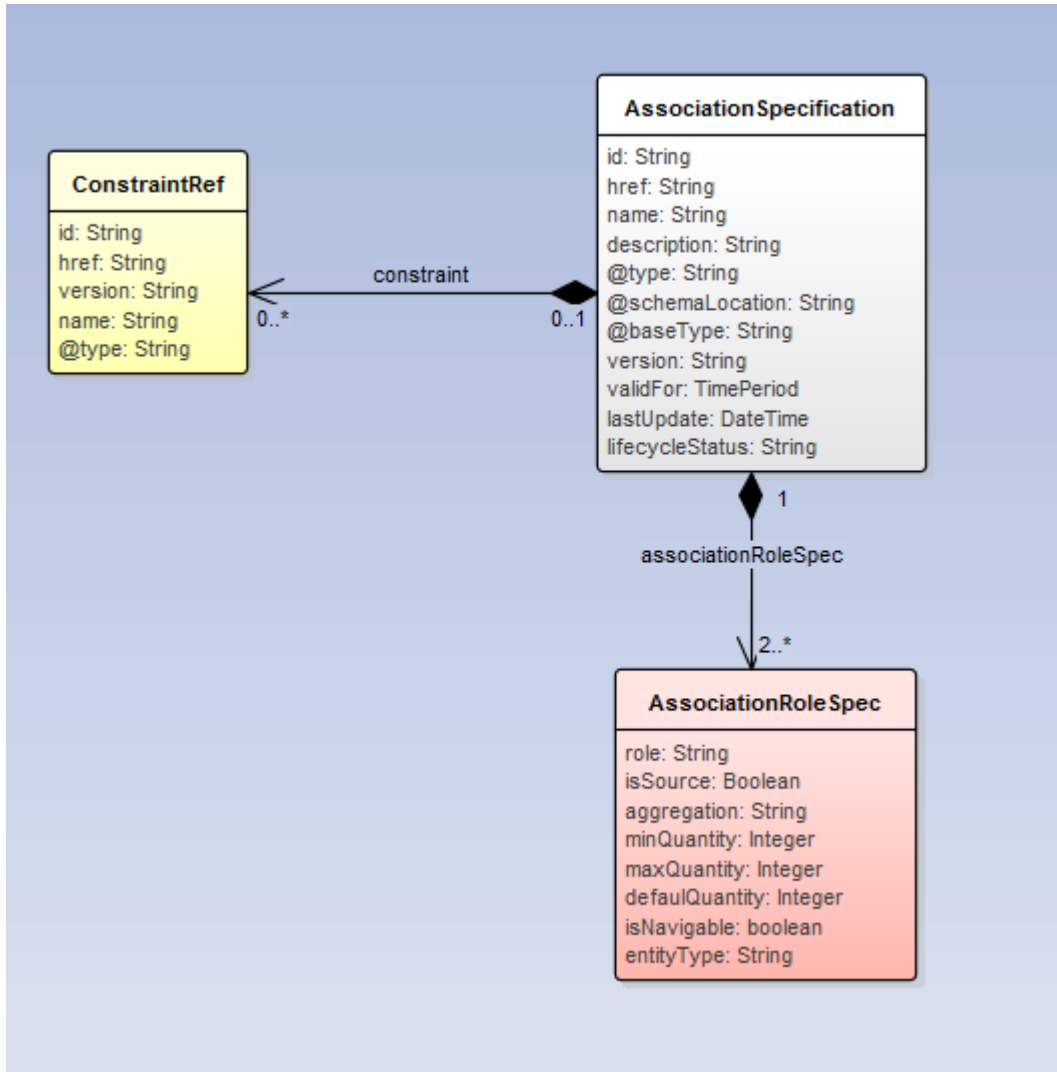 AssociationSpecification
id: String
href: String
name: String
description: String
@type: String
@schemaLocation: String
@baseType: String
version: String
validFor: TimePeriod
lastUpdate: DateTime
lifecycleStatus: String
ConstraintRef
id: String
href: String
version: String
name: String
@type: String
constraint
0..*
0..1
1
associationRoleSpec
2..*
AssociationRoleSpec
role: String
isSource: Boolean
aggregation: String
minQuantity: Integer
maxQuantity: Integer
defaulQuantity: Integer
isNavigable: boolean
entityType: String